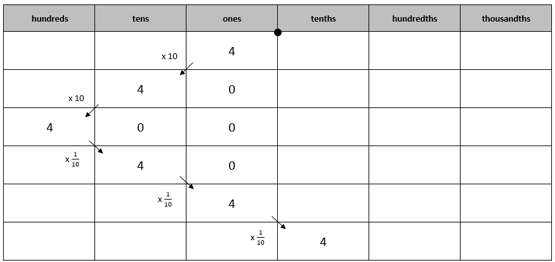 hundreds tens ones tenths hundredths thousandths
4
x 10
4 0
x 10
4 0 0
x 1/10
4 0
x 1/10
4
x 1/10
4